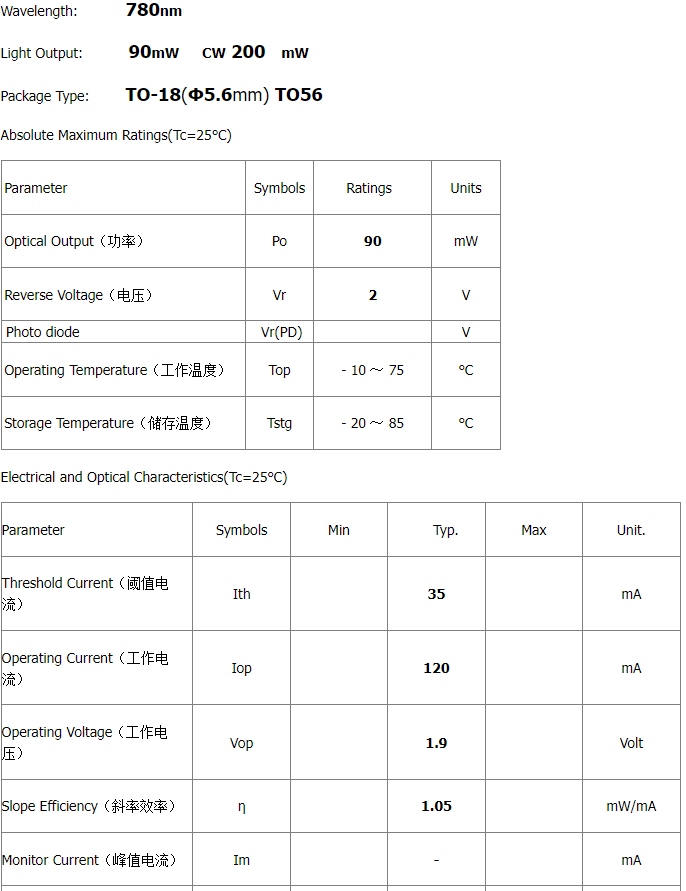 Wavelength: 780nm
Light Output: 90mW CW 200 mW
Package Type: TO-18(Φ5.6mm) TO56
Absolute Maximum Ratings(Tc=25°C)
Parameter Symbols Ratings Units
Optical Output（功率） Po 90 mW
Reverse Voltage（电压） Vr 2 V
Photo diode Vr(PD) V
Operating Temperature（工作温度） Top - 10 ～ 75 °C
Storage Temperature（储存温度） Tstg - 20 ～ 85 °C
Electrical and Optical Characteristics(Tc=25°C)
Parameter Symbols Min Typ. Max Unit.
Threshold Current（阈值电
流） Ith 35 mA
Operating Current（工作电
流） Iop 120 mA
Operating Voltage（工作电
压） Vop 1.9 Volt
Slope Efficiency（斜率效率） η 1.05 mW/mA
Monitor Current（峰值电流） Im - mA